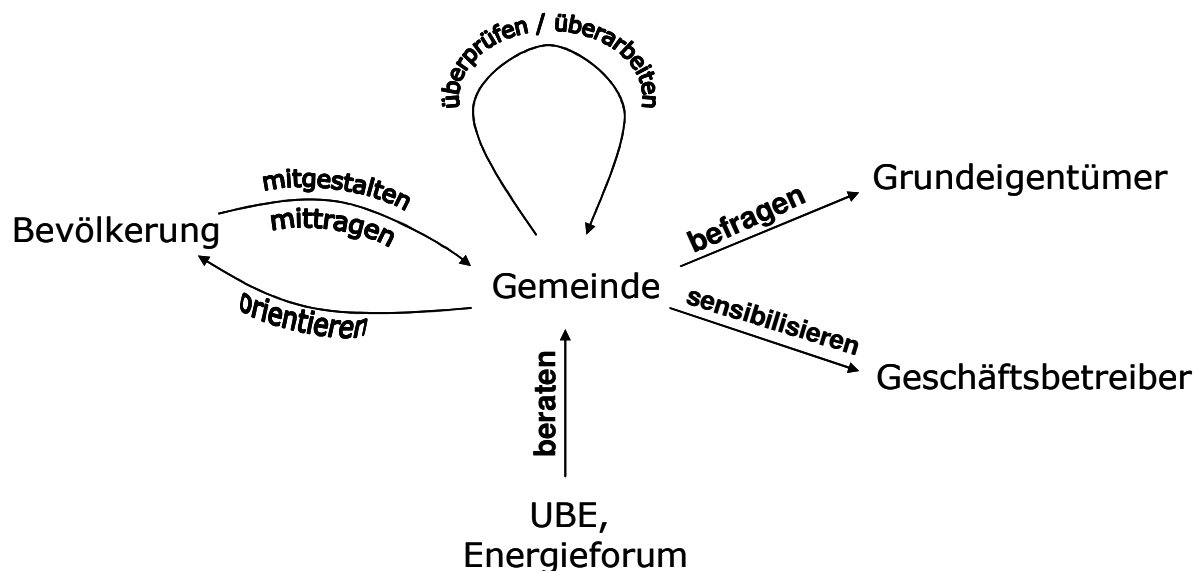 überprüfen / überarbeiten
mitgestalten
mittragen
Bevölkerung
orientieren
Gemeinde
befragen
Grundeigentümer
sensibilisieren
Geschäftsbetreiber
beraten
UBE,
Energieforum